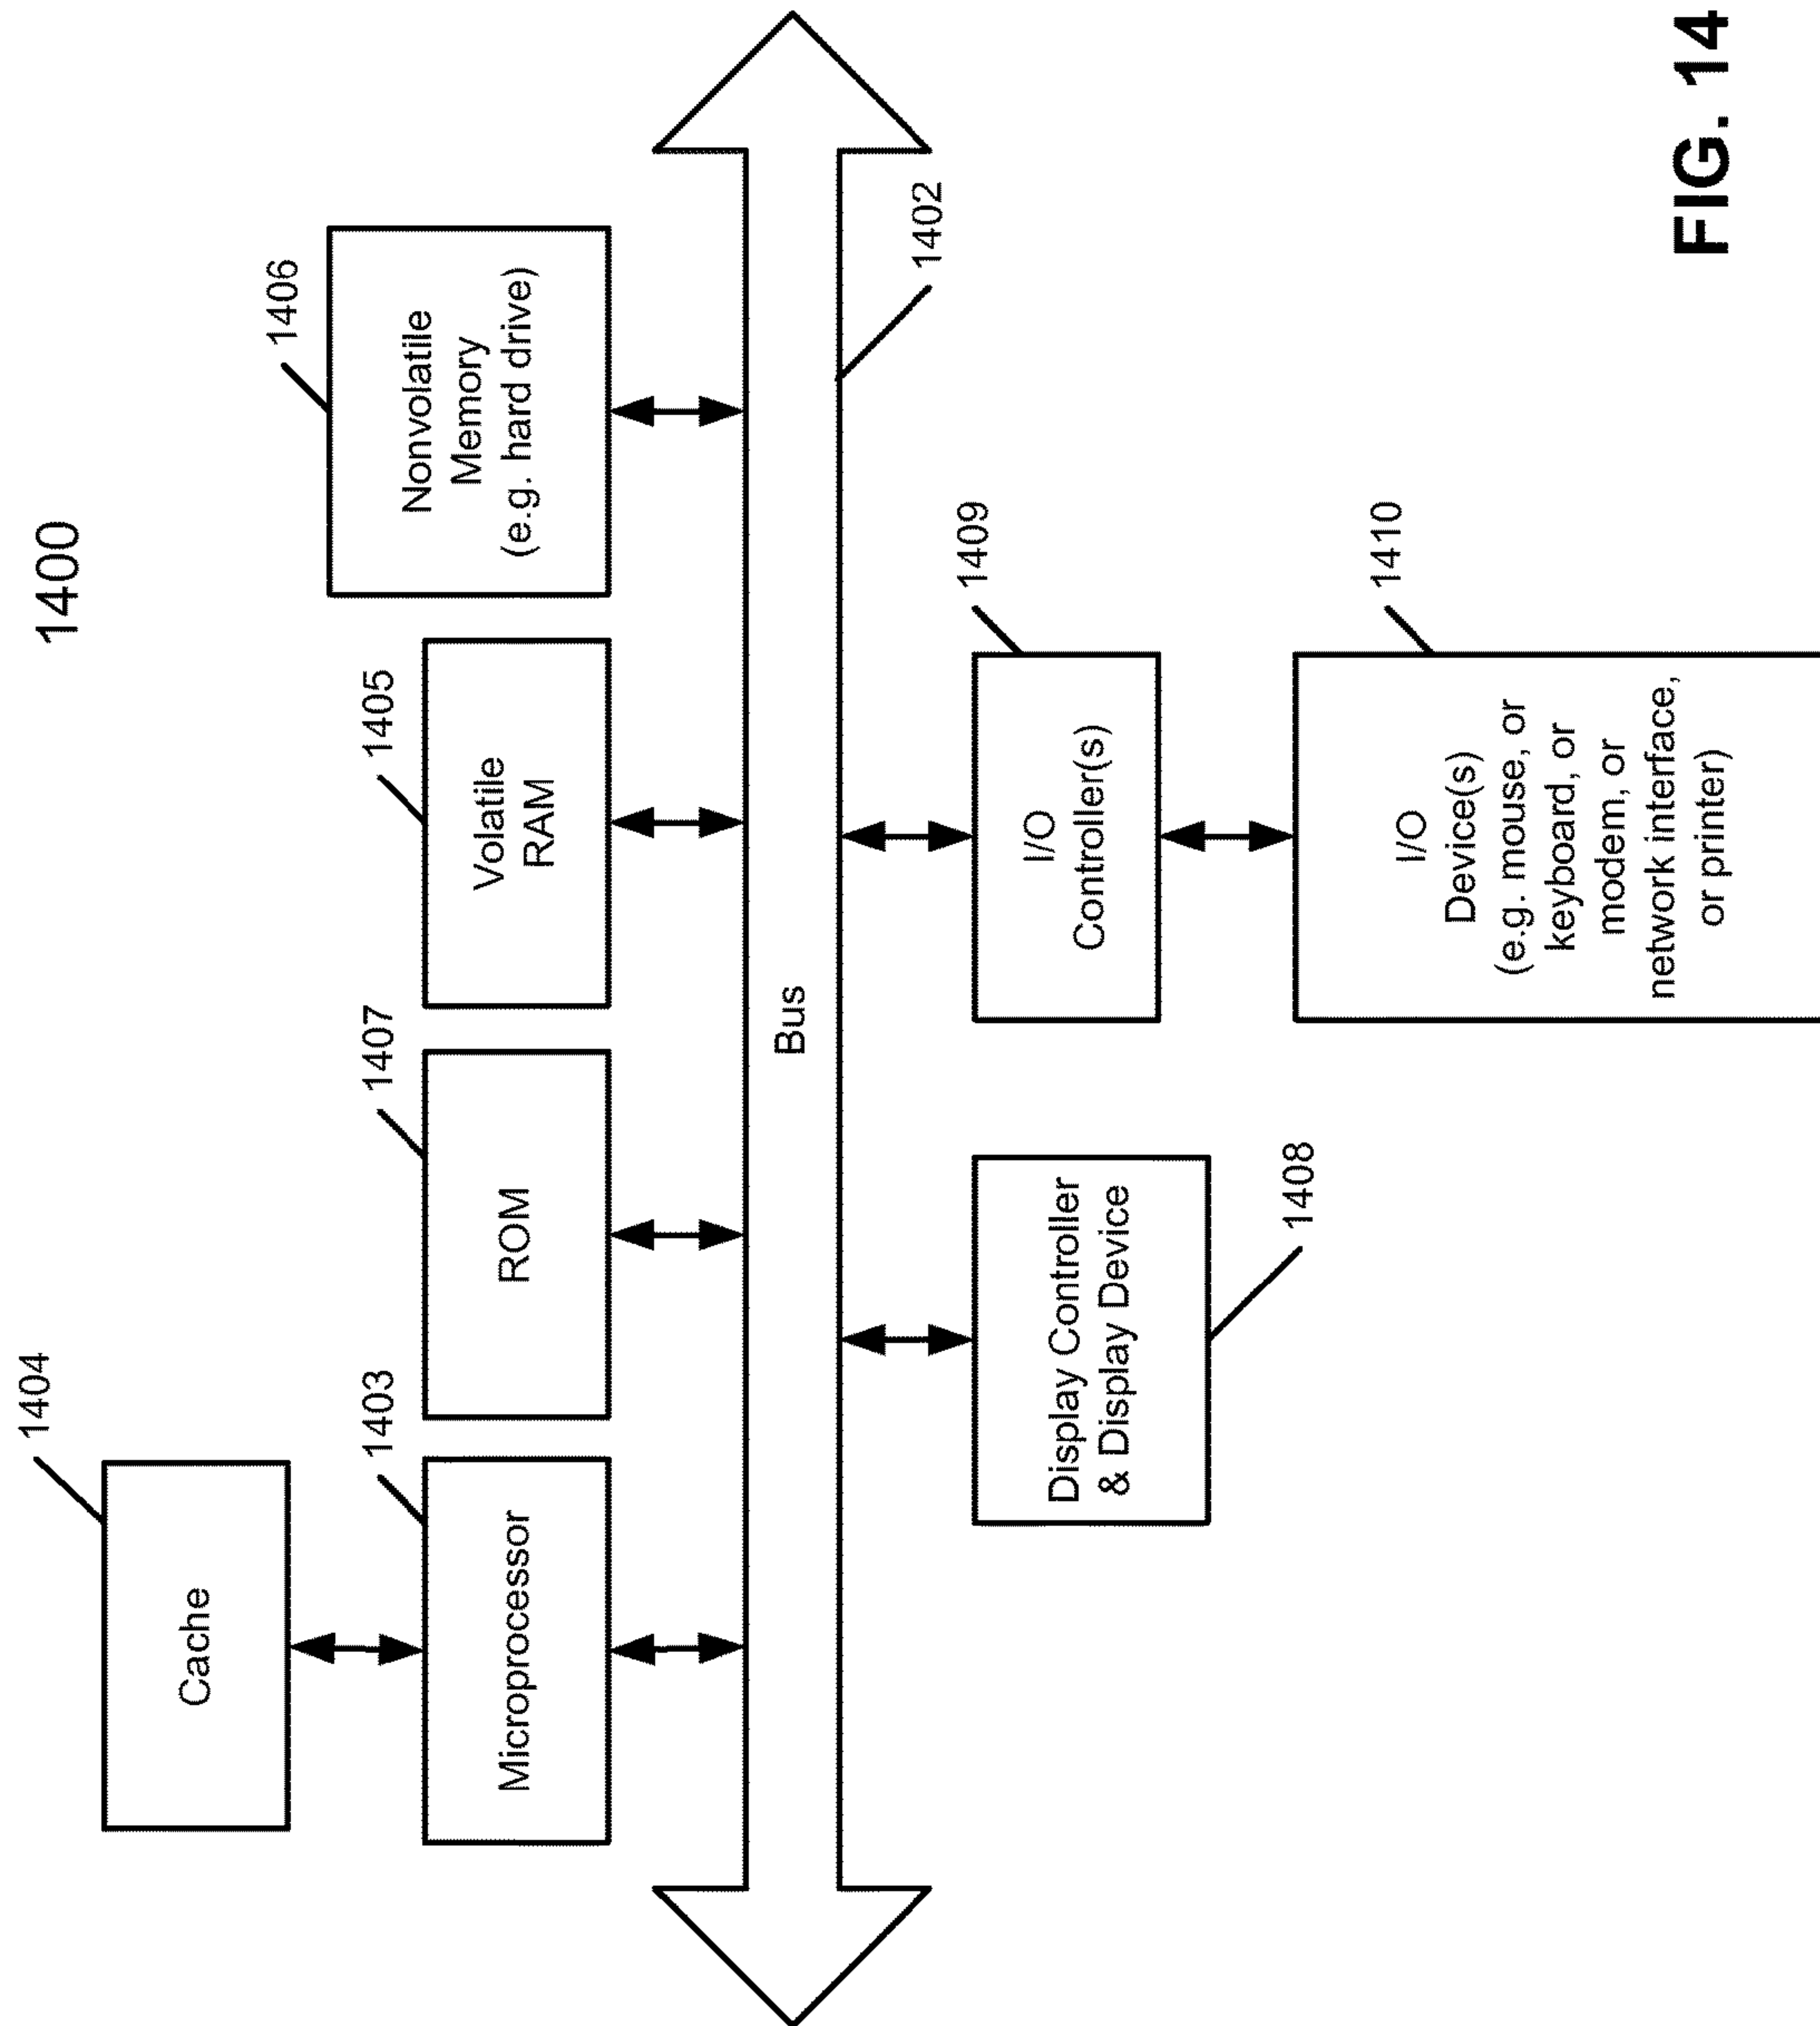 1400
1404
Cache
1403
Microprocessor
1407
ROM
1405
Volatile
RAM
1406
Nonvolatile
Memory
(e.g. hard drive)
Bus
1402
Display Controller
& Display Device
1408
1409
I/O
Controller(s)
1410
I/O
Device(s)
(e.g. mouse, or
keyboard, or
modem, or
network interface,
or printer)
FIG. 14